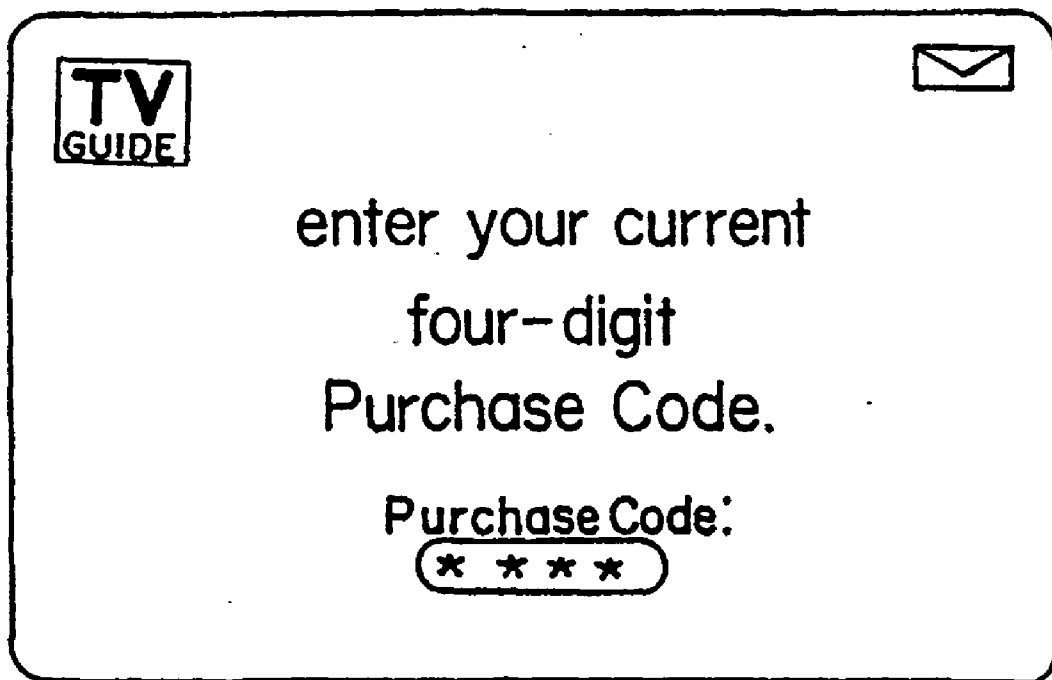 TV
GUIDE
enter your current
four-digit
Purchase Code.
Purchase Code:
* * * *